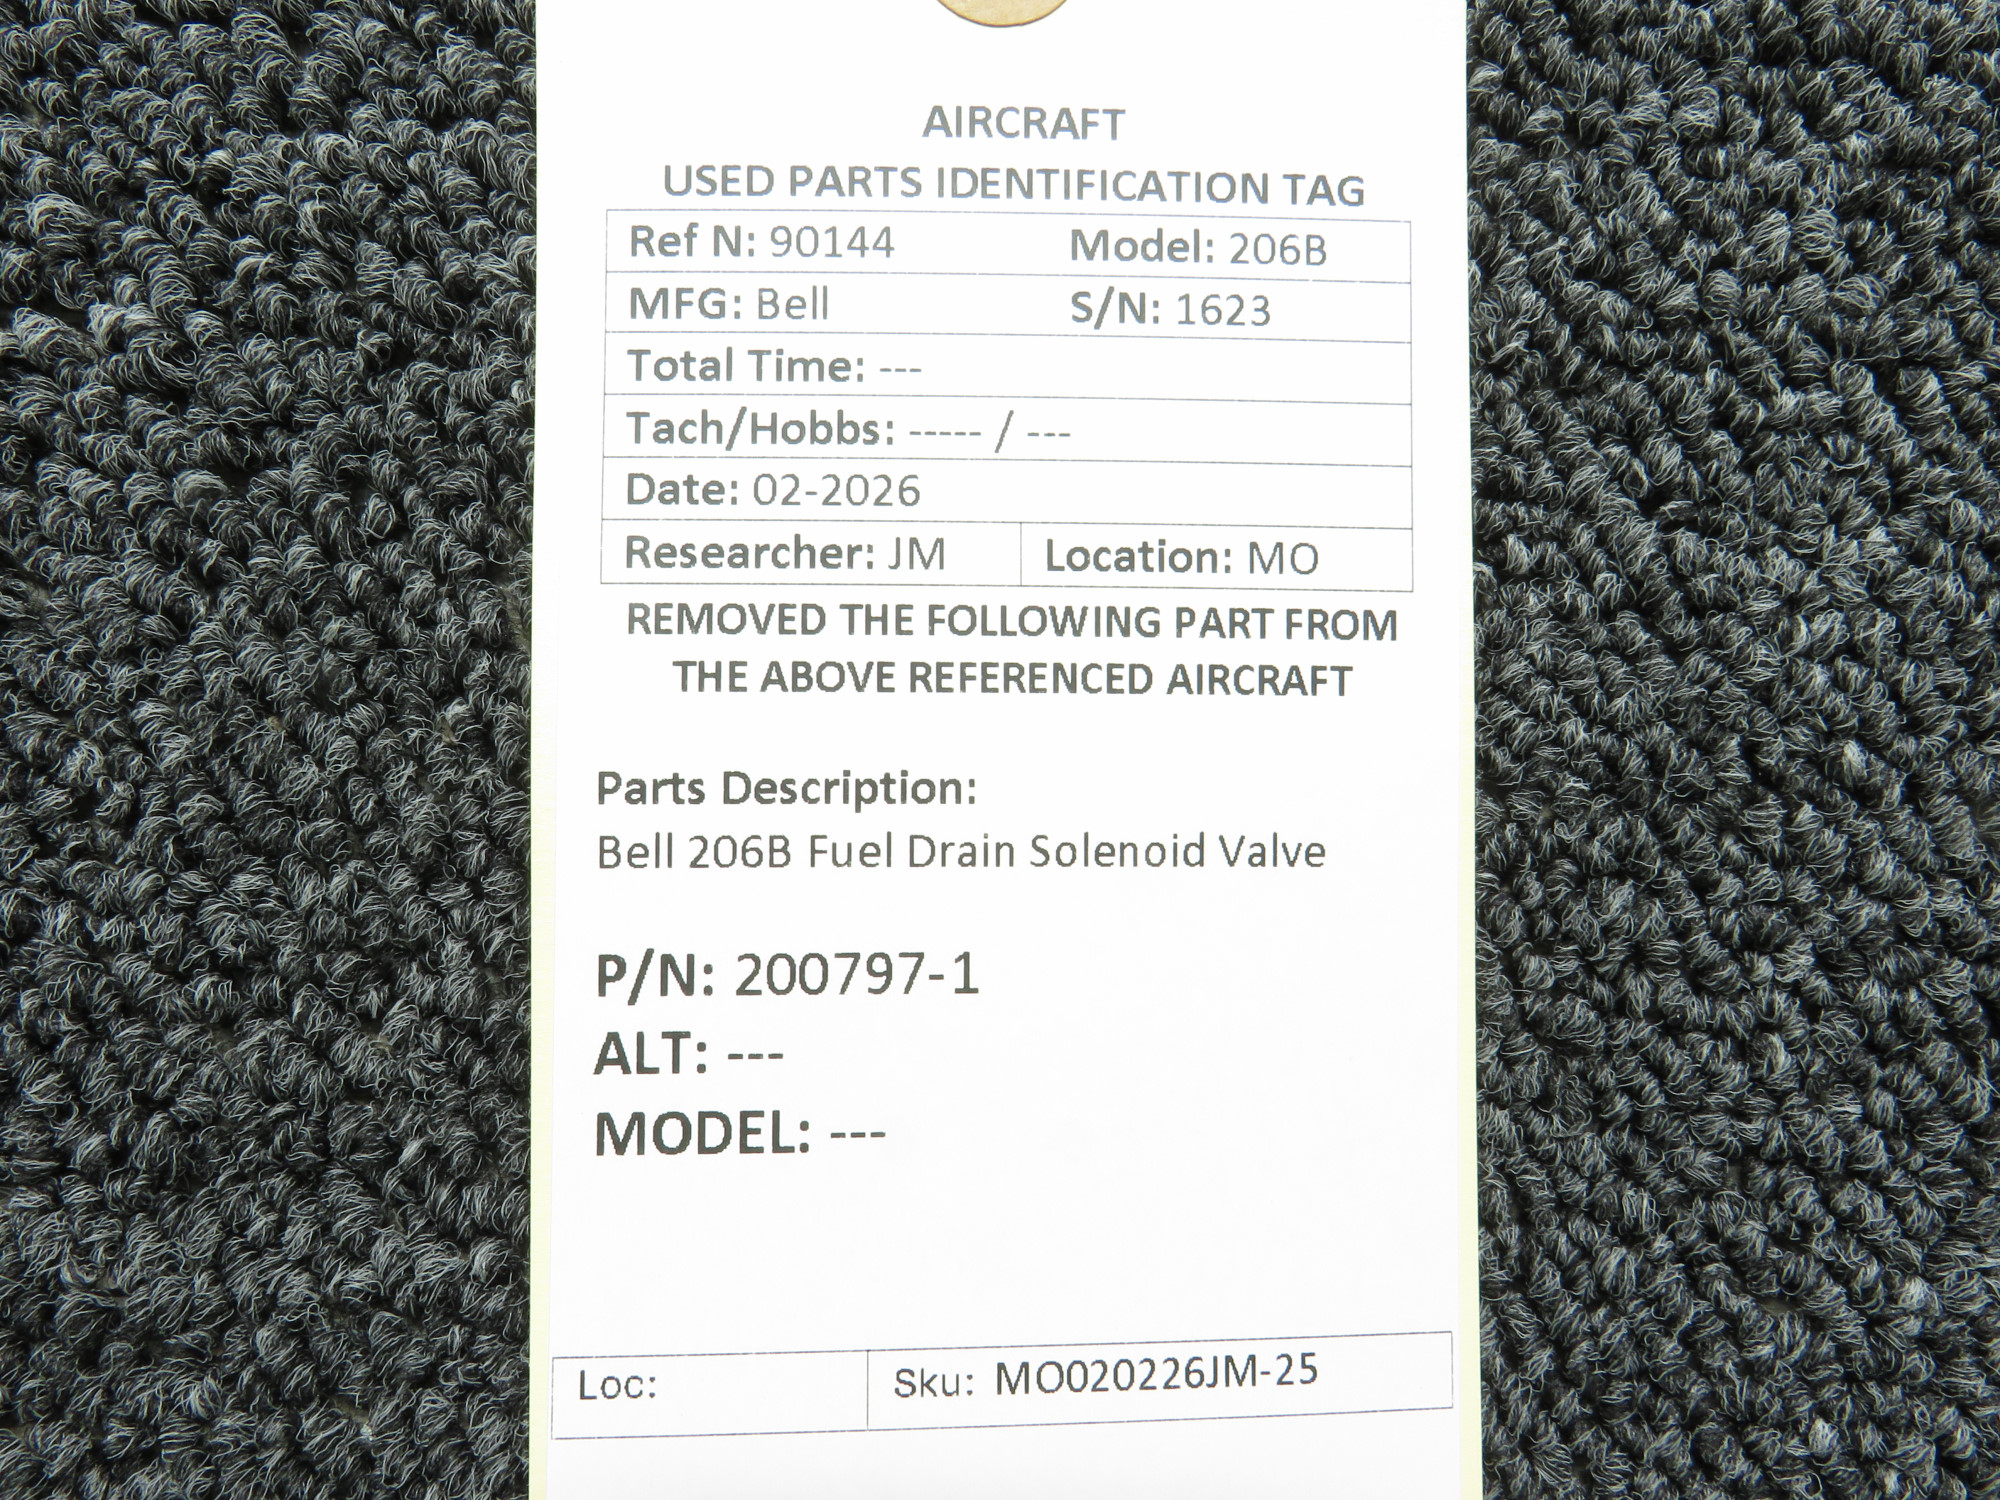 AIRCRAFT
USED PARTS IDENTIFICATION TAG
Ref N: 90144 Model: 206B
MFG: Bell S/N: 1623
Total Time: ---
Tach/Hobbs: ----- / ---
Date: 02-2026
Researcher: JM Location: MO
REMOVED THE FOLLOWING PART FROM
THE ABOVE REFERENCED AIRCRAFT
Parts Description:
Bell 206B Fuel Drain Solenoid Valve
P/N: 200797-1
ALT: ---
MODEL: ---
Loc: Sku: MO020226JM-25